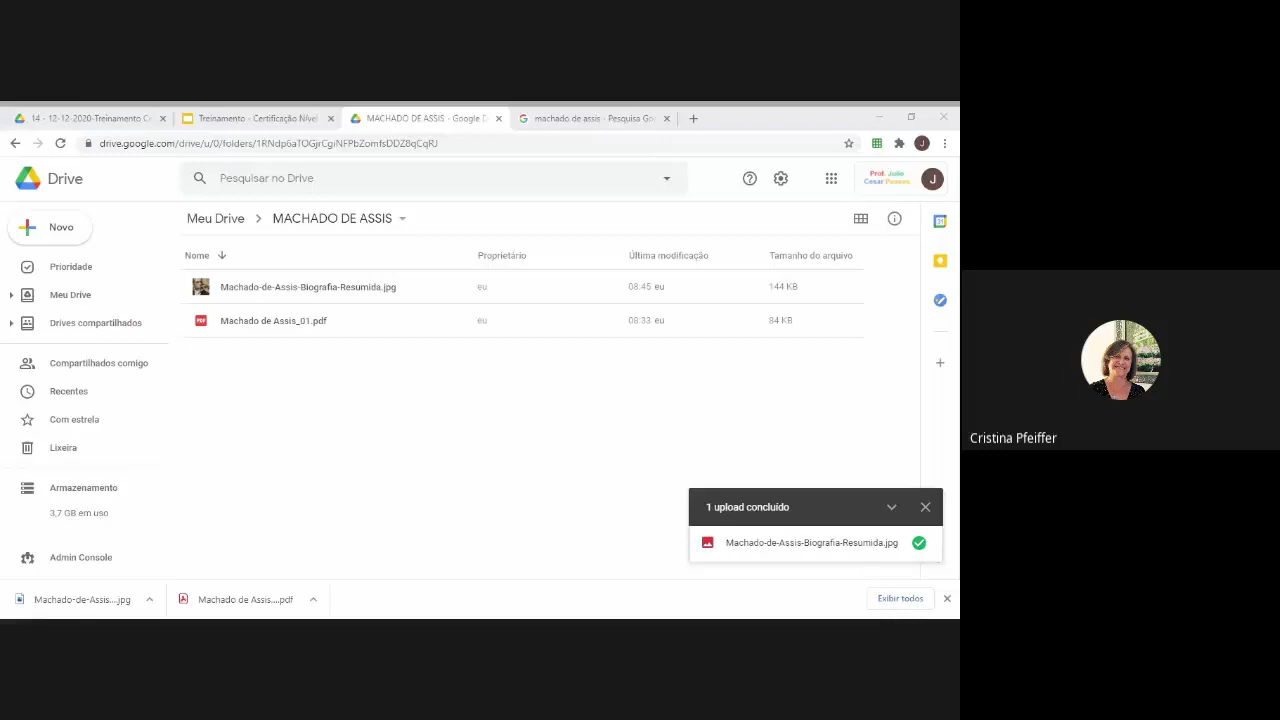 14 - 12-12-2020-Treinamento Ce
Treinamento - Certificação Nível
MACHADO DE ASSIS - Google D
machado de assis - Pesquisa Go
drive.google.com/drive/u/0/folders/1RNdp6aTOGjrCgiNFPbZomfsDDZ8qCqRJ
Drive
Pesquisar no Drive
Prof. Julio
Cesar Passos
J
Novo
Meu Drive > MACHADO DE ASSIS
Nome
Proprietário
Última modificação
Tamanho do arquivo
Prioridade
Machado-de-Assis-Biografia-Resumida.jpg
eu
08:45 eu
144 KB
Meu Drive
Machado de Assis_01.pdf
eu
08:33 eu
84 KB
Drives compartilhados
Compartilhados comigo
Recentes
Com estrela
Lixeira
Armazenamento
3,7 GB em uso
Admin Console
1 upload concluído
Machado-de-Assis-Biografia-Resumida.jpg
Machado-de-Assis....jpg
Machado de Assis....pdf
Exibir todos
Cristina Pfeiffer